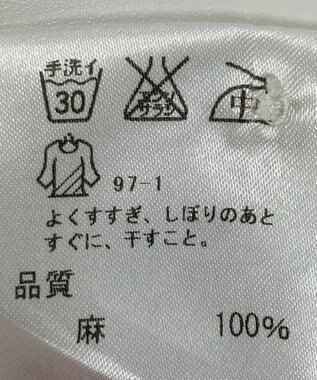 手洗イ
30
エンソ
サラシ
中
97-1
よくすすぎ、しぼりのあと
すぐに、干すこと。
品質
麻 100%